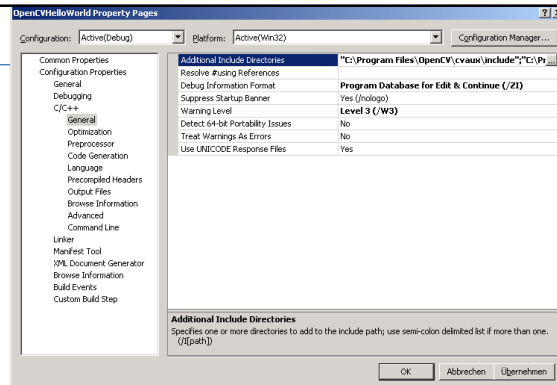 OpenCVHelloWorld Property Pages
Configuration: Active(Debug) Platform: Active(Win32) Configuration Manager...
Common Properties
Configuration Properties
General
Debugging
C/C++
General
Optimization
Preprocessor
Code Generation
Language
Precompiled Headers
Output Files
Browse Information
Advanced
Command Line
Linker
Manifest Tool
XML Document Generator
Browse Information
Build Events
Custom Build Step
Additional Include Directories "C:\Program Files\OpenCV\cvaux\include";"C:\Pr ...
Resolve #using References
Debug Information Format Program Database for Edit & Continue (/ZI)
Suppress Startup Banner Yes (/nologo)
Warning Level Level 3 (/W3)
Detect 64-bit Portability Issues No
Treat Warnings As Errors No
Use UNICODE Response Files Yes
Additional Include Directories
Specifies one or more directories to add to the include path; use semi-colon delimited list if more than one.
(/I[path])
OK Abbrechen Übernehmen